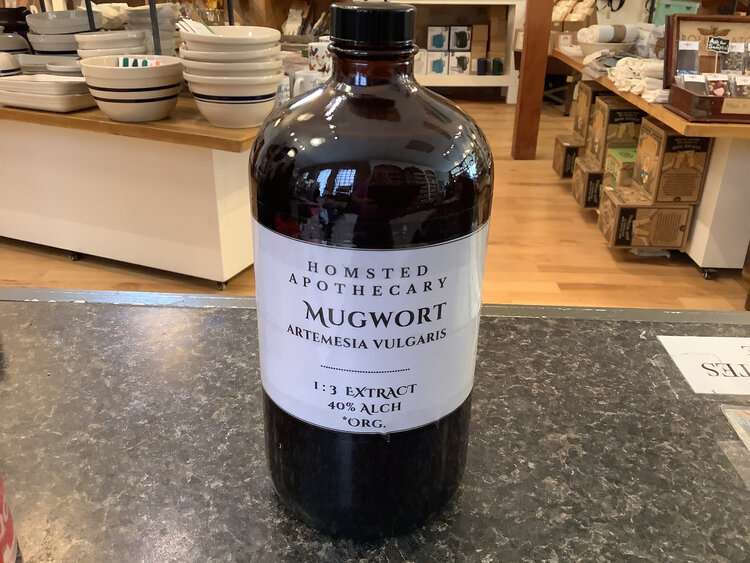 HOMSTED
APOTHECARY
MUGWORT
ARTEMESIA VULGARIS
1:3 EXTRACT
40% ALCH
*ORG.